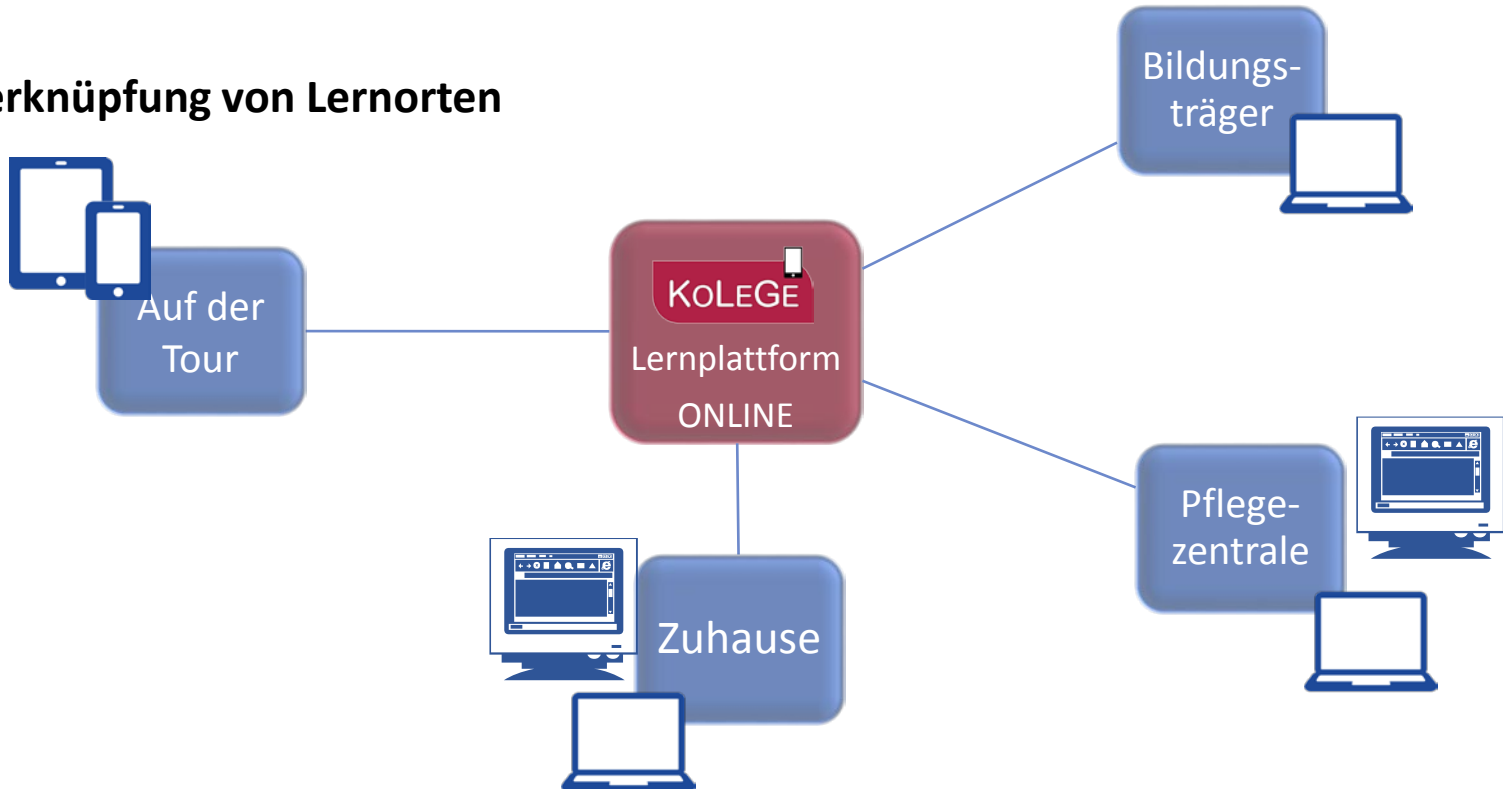 erknüpfung von Lernorten
Bildungs-
träger
Auf der
Tour
KOLEGE
Lernplattform
ONLINE
Pflege-
zentrale
Zuhause